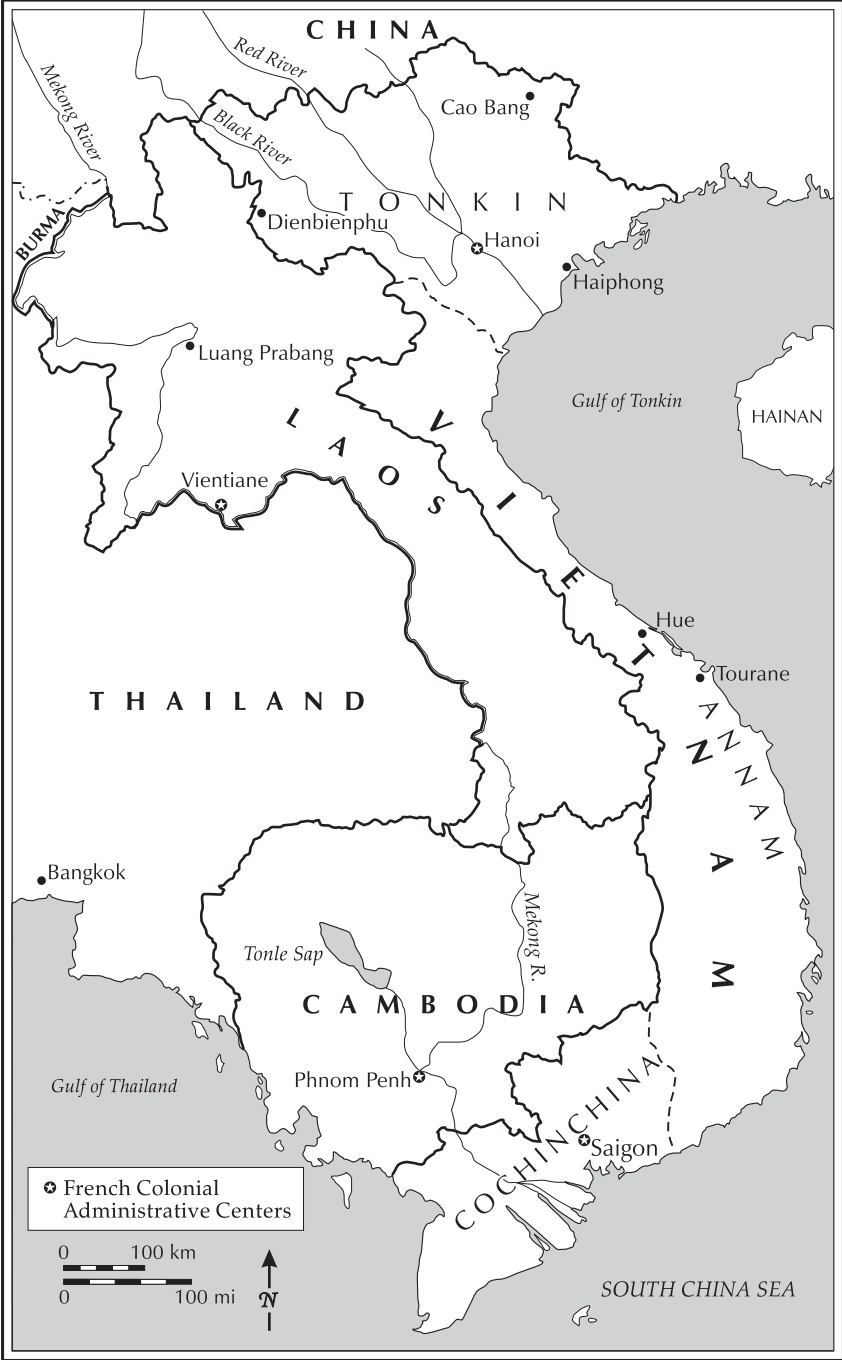 CHINA
Red River
Mekong River
Cao Bang
Black River
TONKIN
BURMA
Dienbienphu
Hanoi
Haiphong
Luang Prabang
Gulf of Tonkin
HAINAN
LAOS
VIETNAM
Vientiane
Hue
Tourane
THAILAND
ANNAM
Bangkok
Mekong R.
Tonle Sap
CAMBODIA
Gulf of Thailand
Phnom Penh
COCHINCHINA
Saigon
French Colonial
Administrative Centers
0 100 km
0 100 mi
N
SOUTH CHINA SEA